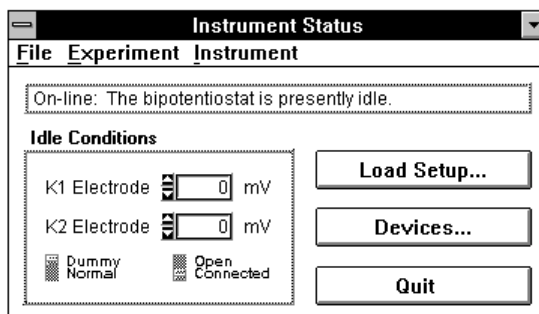 Instrument Status
File Experiment Instrument
On-line: The bipotentiostat is presently idle.
Idle Conditions
K1 Electrode 0 mV
K2 Electrode 0 mV
Dummy
Normal
Open
Connected
Load Setup...
Devices...
Quit